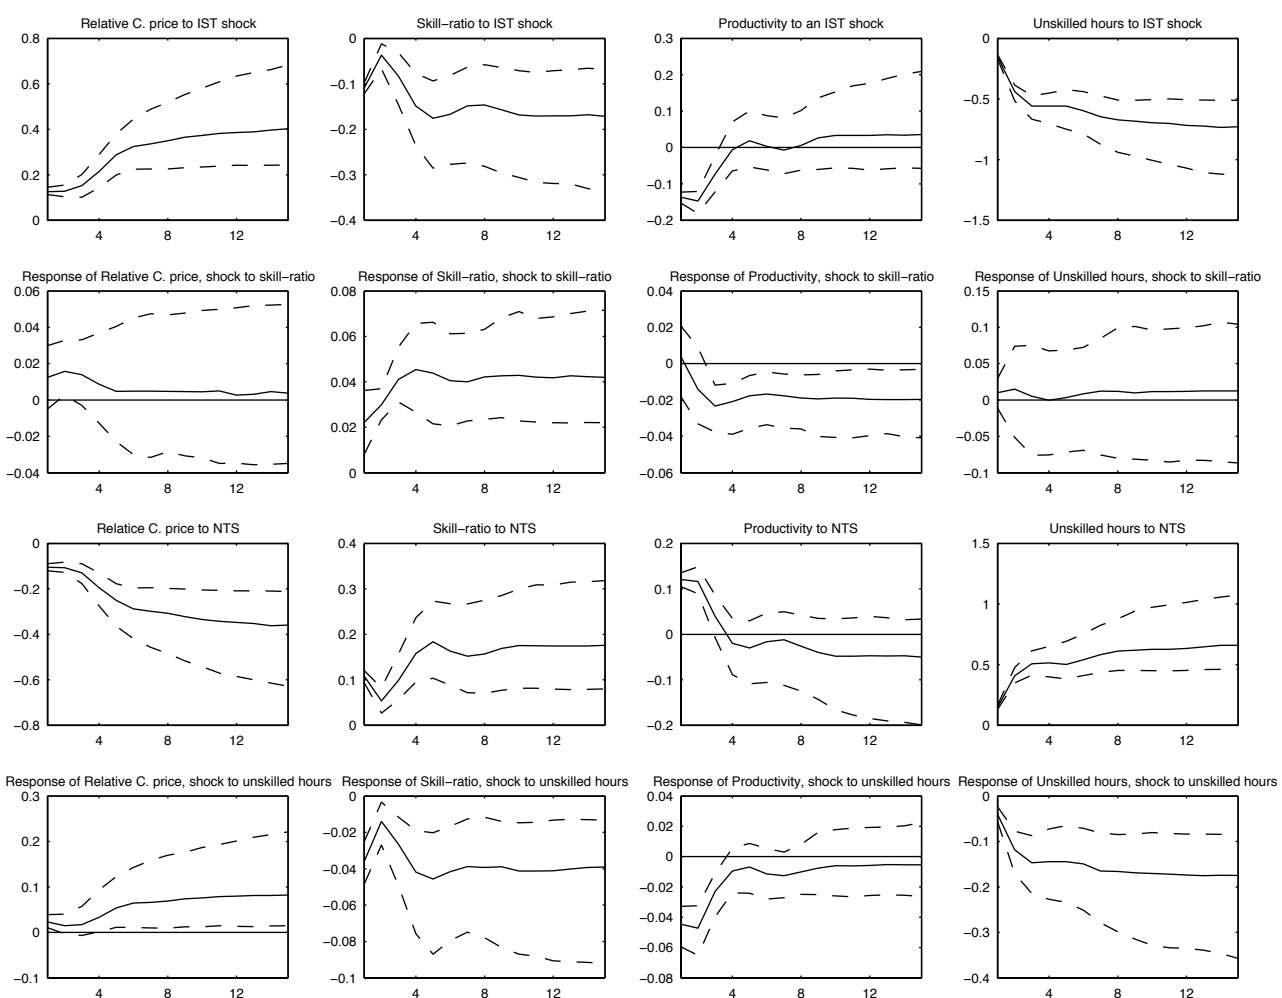 Relative C. price to IST shock
Skill−ratio to IST shock
Productivity to an IST shock
Unskilled hours to IST shock
0.8
0.6
0.4
0.2
0
4 8 12
0
−0.1
−0.2
−0.3
−0.4
4 8 12
0.3
0.2
0.1
0
−0.1
−0.2
4 8 12
0
−0.5
−1
−1.5
4 8 12
Response of Relative C. price, shock to skill−ratio
Response of Skill−ratio, shock to skill−ratio
Response of Productivity, shock to skill−ratio
Response of Unskilled hours, shock to skill−ratio
0.06
0.04
0.02
0
−0.02
−0.04
4 8 12
0.08
0.06
0.04
0.02
0
4 8 12
0.04
0.02
0
−0.02
−0.04
−0.06
4 8 12
0.15
0.1
0.05
0
−0.05
−0.1
4 8 12
Relatice C. price to NTS
Skill−ratio to NTS
Productivity to NTS
Unskilled hours to NTS
0
−0.2
−0.4
−0.6
−0.8
4 8 12
0.4
0.3
0.2
0.1
0
4 8 12
0.2
0.1
0
−0.1
−0.2
4 8 12
1.5
1
0.5
0
4 8 12
Response of Relative C. price, shock to unskilled hours
Response of Skill−ratio, shock to unskilled hours
Response of Productivity, shock to unskilled hours
Response of Unskilled hours, shock to unskilled hours
0.3
0.2
0.1
0
−0.1
4 8 12
0
−0.02
−0.04
−0.06
−0.08
−0.1
4 8 12
0.04
0.02
0
−0.02
−0.04
−0.06
−0.08
4 8 12
0
−0.1
−0.2
−0.3
−0.4
4 8 12